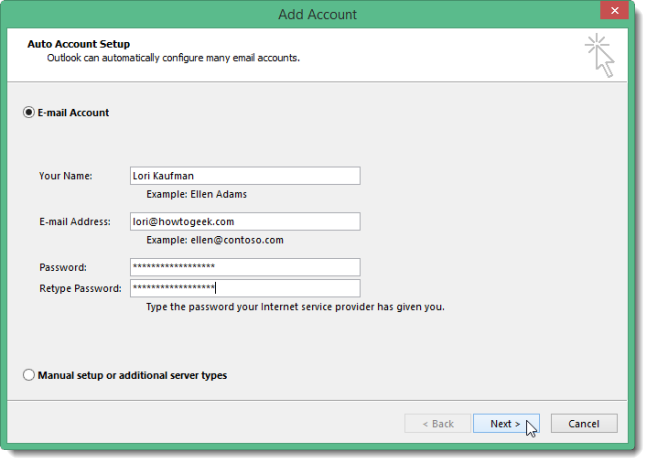 Add Account
Auto Account Setup
Outlook can automatically configure many email accounts.
E-mail Account
Your Name: Lori Kaufman
Example: Ellen Adams
E-mail Address: lori@howtogeek.com
Example: ellen@contoso.com
Password: *****************
Retype Password: *****************
Type the password your Internet service provider has given you.
Manual setup or additional server types
< Back Next > Cancel